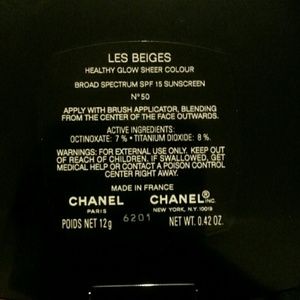 LES BEIGES
HEALTHY GLOW SHEER COLOUR
BROAD SPECTRUM SPF 15 SUNSCREEN
N°50
APPLY WITH BRUSH APPLICATOR, BLENDING
FROM THE CENTER OF THE FACE OUTWARDS.
ACTIVE INGREDIENTS:
OCTINOXATE: 7 % • TITANIUM DIOXIDE: 8 %.
WARNINGS: FOR EXTERNAL USE ONLY. KEEP OUT
OF REACH OF CHILDREN. IF SWALLOWED, GET
MEDICAL HELP OR CONTACT A POISON CONTROL
CENTER RIGHT AWAY.
MADE IN FRANCE
CHANEL CHANEL® INC.
PARIS NEW YORK, N.Y. 10019
POIDS NET 12g 6201 NET WT. 0.42 OZ.